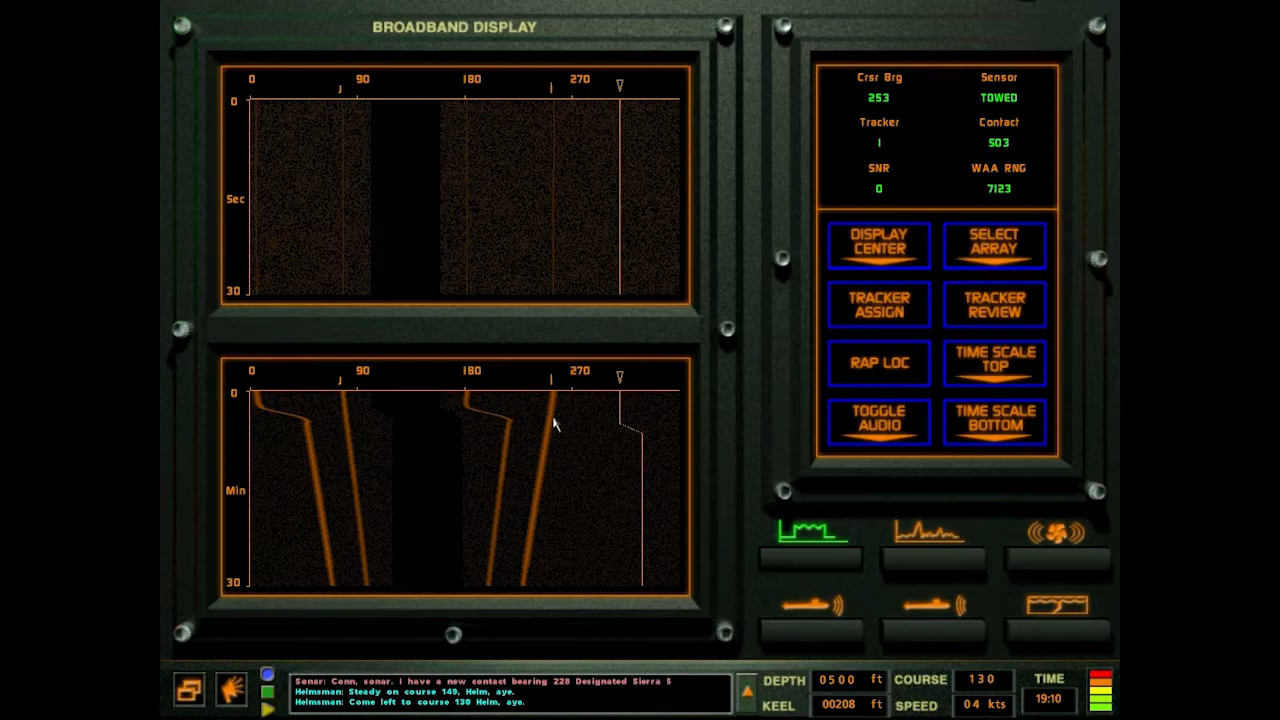 BROADBAND DISPLAY
0 90 180 270
0
Sec
30
0 90 180 270
0
Min
30
Crsr Brg Sensor
253 TOWED
Tracker Contact
1 S03
SNR WAA RNG
0 7123
DISPLAY CENTER
SELECT ARRAY
TRACKER ASSIGN
TRACKER REVIEW
RAP LOC
TIME SCALE TOP
TOGGLE AUDIO
TIME SCALE BOTTOM
Sonar: Conn, sonar. I have a new contact bearing 228 Designated Sierra 5
Helmsman: Steady on course 149, Helm, aye.
Helmsman: Come left to course 130 Helm, aye.
DEPTH 0500 ft COURSE 130 TIME
KEEL 00208 ft SPEED 04 kts 19:10